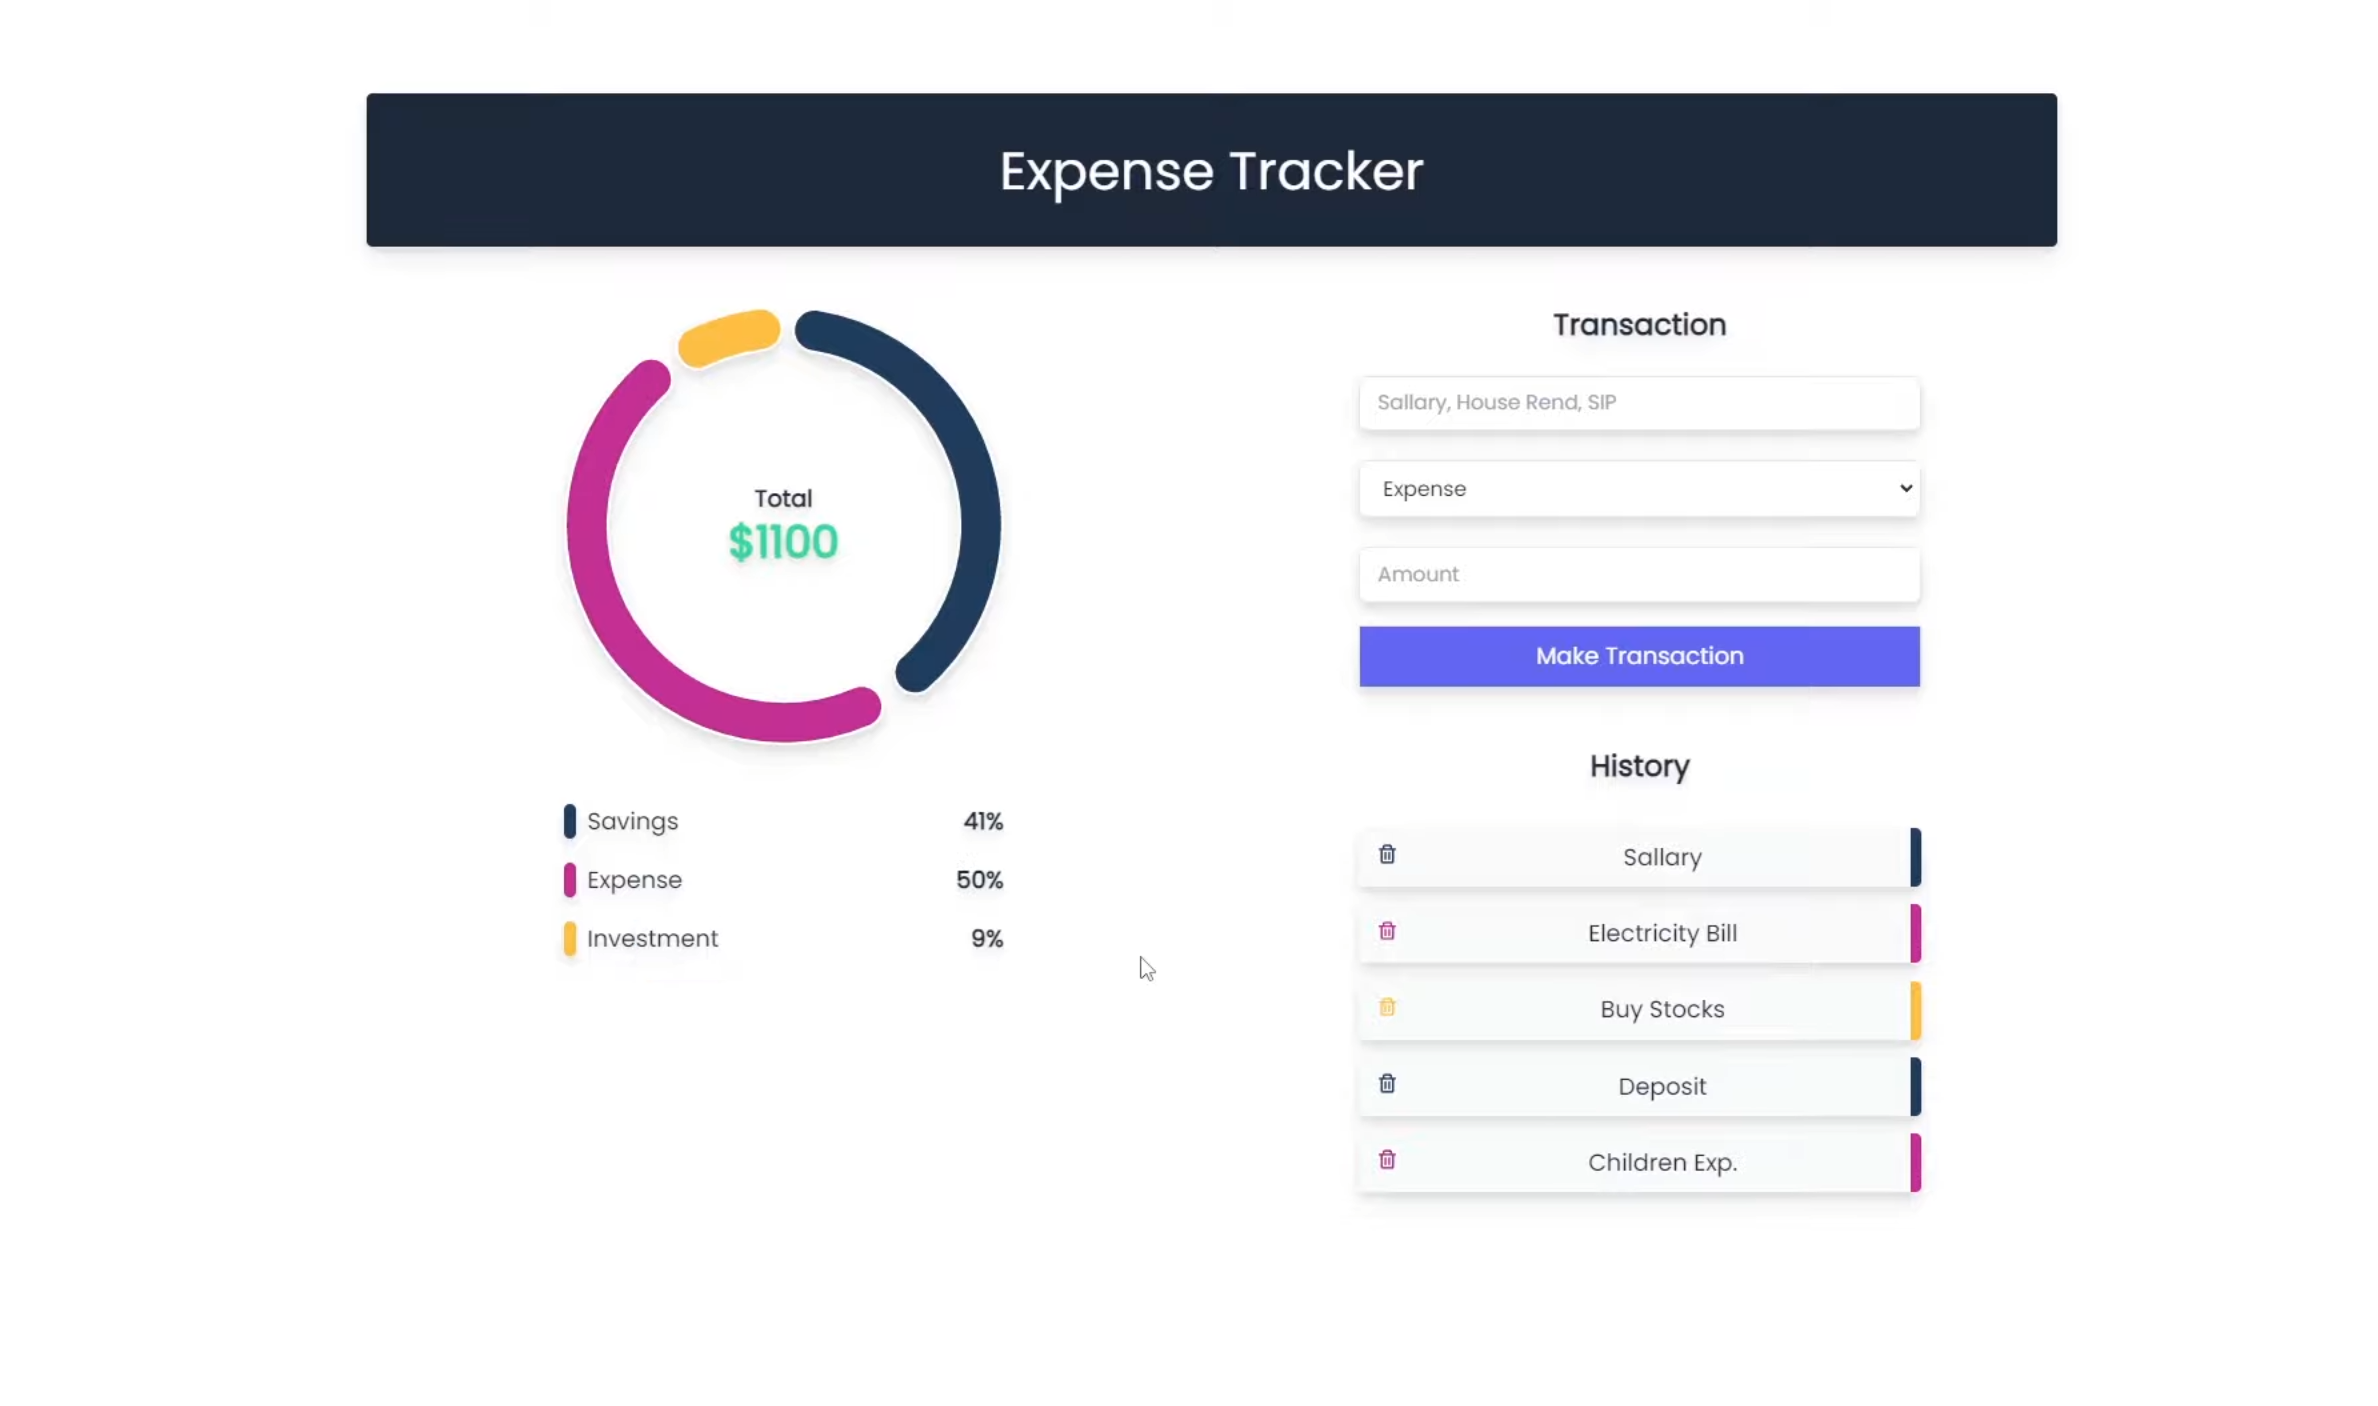 Expense Tracker
Total
$1100
Savings 41%
Expense 50%
Investment 9%
Transaction
Sallary, House Rend, SIP
Expense
Amount
Make Transaction
History
Sallary
Electricity Bill
Buy Stocks
Deposit
Children Exp.